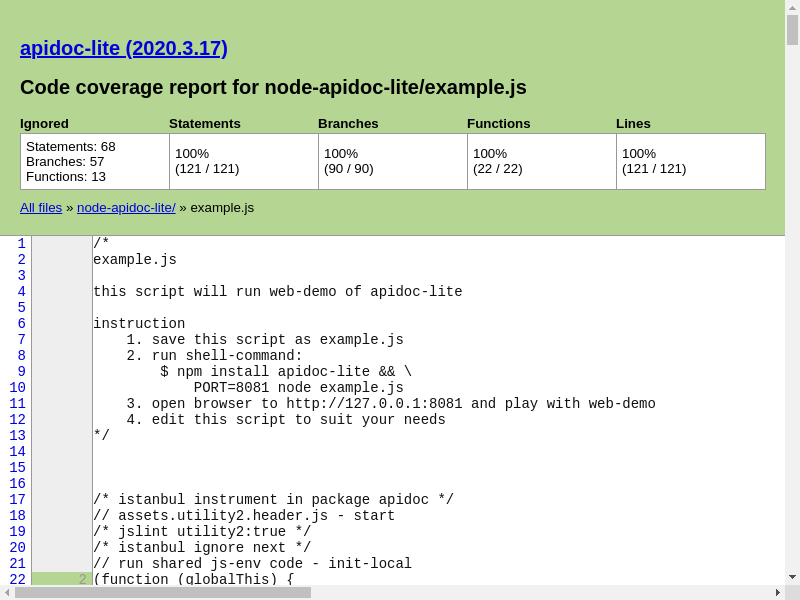 apidoc-lite (2020.3.17)
Code coverage report for node-apidoc-lite/example.js
Ignored Statements Branches Functions Lines
Statements: 68
Branches: 57
Functions: 13
100%
(121 / 121)
100%
(90 / 90)
100%
(22 / 22)
100%
(121 / 121)
All files » node-apidoc-lite/ » example.js
1 /*
2 example.js
3
4 this script will run web-demo of apidoc-lite
5
6 instruction
7     1. save this script as example.js
8     2. run shell-command:
9         $ npm install apidoc-lite && \
10             PORT=8081 node example.js
11     3. open browser to http://127.0.0.1:8081 and play with web-demo
12     4. edit this script to suit your needs
13 */
14
15
16
17 /* istanbul instrument in package apidoc */
18 // assets.utility2.header.js - start
19 /* jslint utility2:true */
20 /* istanbul ignore next */
21 // run shared js-env code - init-local
22 2 (function (globalThis) {